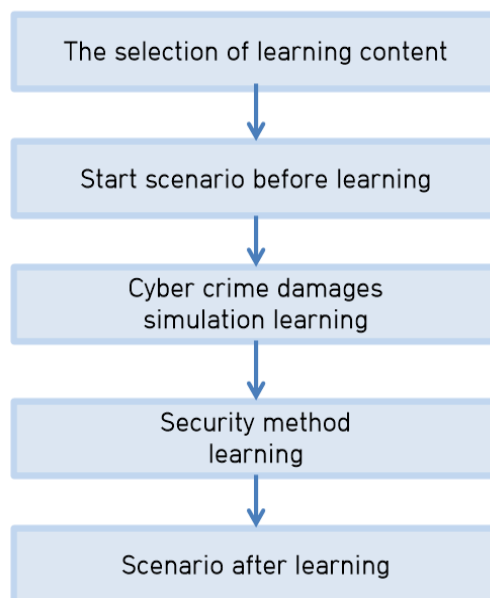 The selection of learning content
Start scenario before learning
Cyber crime damages
simulation learning
Security method
learning
Scenario after learning